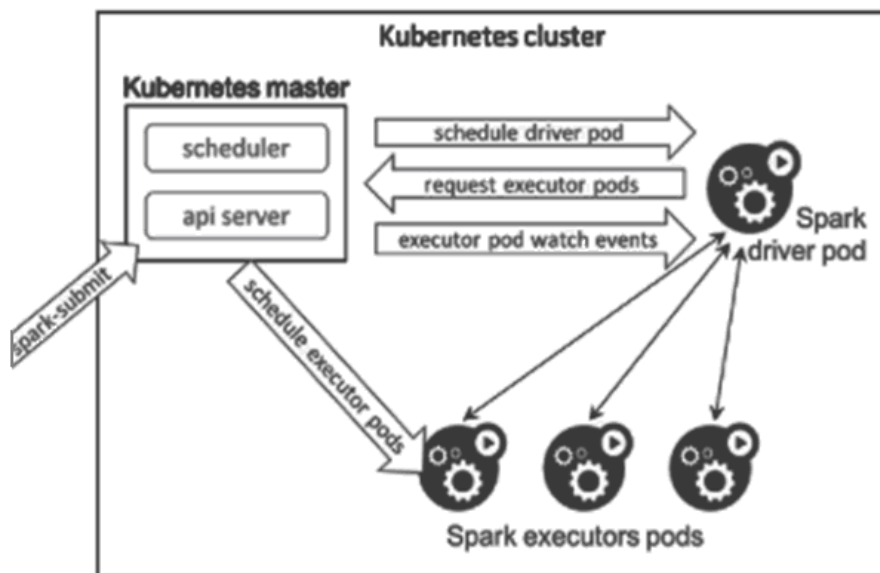 Kubernetes cluster
Kubernetes master
scheduler
api server
schedule driver pod
request executor pods
executor pod watch events
Spark
driver pod
spark-submit
schedule executor pods
Spark executors pods